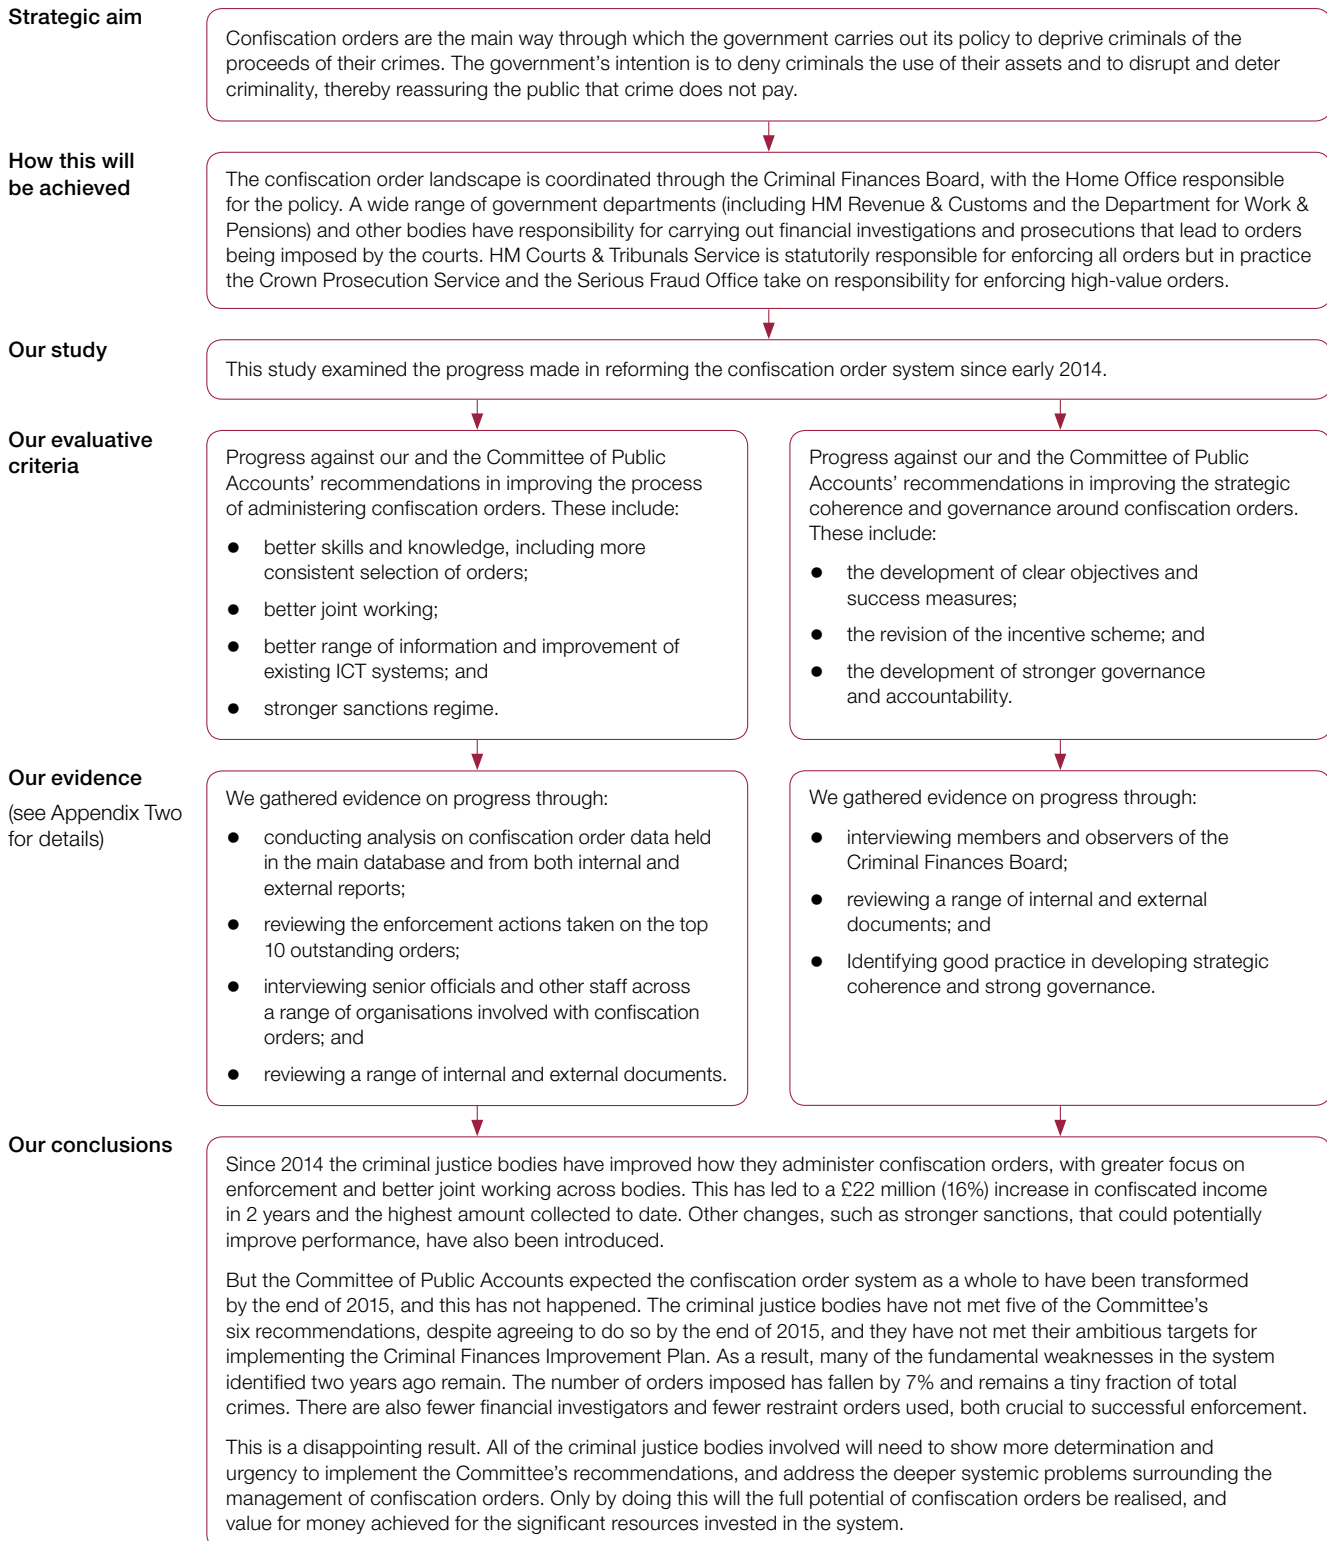 Strategic aim
Confiscation orders are the main way through which the government carries out its policy to deprive criminals of the
proceeds of their crimes. The government's intention is to deny criminals the use of their assets and to disrupt and deter
criminality, thereby reassuring the public that crime does not pay.
How this will
be achieved
The confiscation order landscape is coordinated through the Criminal Finances Board, with the Home Office responsible
for the policy. A wide range of government departments (including HM Revenue & Customs and the Department for Work &
Pensions) and other bodies have responsibility for carrying out financial investigations and prosecutions that lead to orders
being imposed by the courts. HM Courts & Tribunals Service is statutorily responsible for enforcing all orders but in practice
the Crown Prosecution Service and the Serious Fraud Office take on responsibility for enforcing high-value orders.
Our study
This study examined the progress made in reforming the confiscation order system since early 2014.
Our evaluative
criteria
Progress against our and the Committee of Public
Accounts' recommendations in improving the process
of administering confiscation orders. These include:
● better skills and knowledge, including more
consistent selection of orders;
● better joint working;
● better range of information and improvement of
existing ICT systems; and
● stronger sanctions regime.
Progress against our and the Committee of Public
Accounts' recommendations in improving the strategic
coherence and governance around confiscation orders.
These include:
● the development of clear objectives and
success measures;
● the revision of the incentive scheme; and
● the development of stronger governance
and accountability.
Our evidence
(see Appendix Two
for details)
We gathered evidence on progress through:
● conducting analysis on confiscation order data held
in the main database and from both internal and
external reports;
● reviewing the enforcement actions taken on the top
10 outstanding orders;
● interviewing senior officials and other staff across
a range of organisations involved with confiscation
orders; and
● reviewing a range of internal and external documents.
We gathered evidence on progress through:
● interviewing members and observers of the
Criminal Finances Board;
● reviewing a range of internal and external
documents; and
● Identifying good practice in developing strategic
coherence and strong governance.
Our conclusions
Since 2014 the criminal justice bodies have improved how they administer confiscation orders, with greater focus on
enforcement and better joint working across bodies. This has led to a £22 million (16%) increase in confiscated income
in 2 years and the highest amount collected to date. Other changes, such as stronger sanctions, that could potentially
improve performance, have also been introduced.
But the Committee of Public Accounts expected the confiscation order system as a whole to have been transformed
by the end of 2015, and this has not happened. The criminal justice bodies have not met five of the Committee's
six recommendations, despite agreeing to do so by the end of 2015, and they have not met their ambitious targets for
implementing the Criminal Finances Improvement Plan. As a result, many of the fundamental weaknesses in the system
identified two years ago remain. The number of orders imposed has fallen by 7% and remains a tiny fraction of total
crimes. There are also fewer financial investigators and fewer restraint orders used, both crucial to successful enforcement.
This is a disappointing result. All of the criminal justice bodies involved will need to show more determination and
urgency to implement the Committee's recommendations, and address the deeper systemic problems surrounding the
management of confiscation orders. Only by doing this will the full potential of confiscation orders be realised, and
value for money achieved for the significant resources invested in the system.